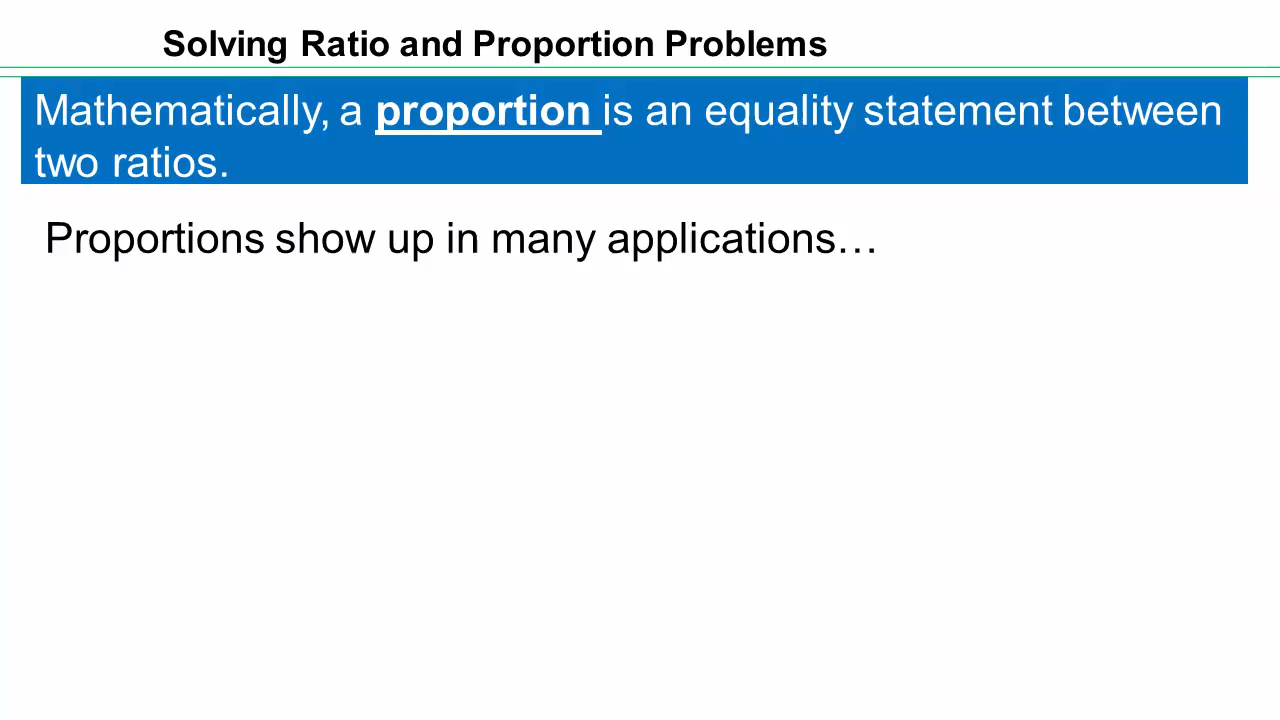 Solving Ratio and Proportion Problems
Mathematically, a proportion is an equality statement between
two ratios.
Proportions show up in many applications…